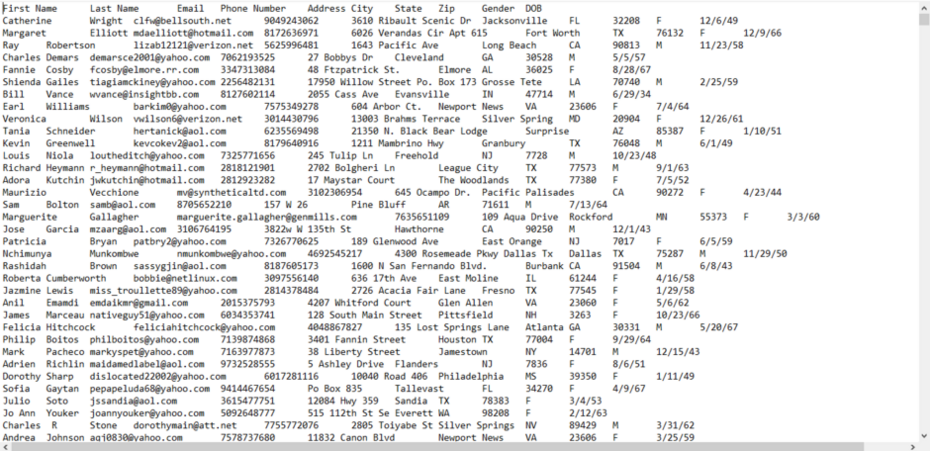 First Name Last Name Email Phone Number Address City State Zip Gender DOB
Catherine Wright clfw@bellsouth.net 9049243062 3610 Ribault Scenic Dr Jacksonville FL 32208 F 12/6/49
Margaret Elliott mdaelliott@hotmail.com 8172636971 6026 Verandas Cir Apt 615 Fort Worth TX 76132 F 12/9/66
Ray Robertson lizab12121@verizon.net 5625996481 1643 Pacific Ave Long Beach CA 90813 M 11/23/58
Charles Demars demarsce2001@yahoo.com 7062193525 27 Bobbys Dr Cleveland GA 30528 M 5/5/57
Fannie Cosby fcosby@elmore.rr.com 3347313084 48 Ftzpatrick St. Elmore AL 36025 F 8/28/67
Shienda Gailes tiagiamckiney@yahoo.com 2256482131 17950 Willow Street Po. Box 173 Grosse Tete LA 70740 M 2/25/59
Bill Vance wvance@insightbb.com 8127602114 2055 Cass Ave Evansville IN 47714 M 6/29/34
Earl Williams barkim0@yahoo.com 7575349278 604 Arbor Ct. Newport News VA 23606 F 7/4/64
Veronica Wilson vwilson6@verizon.net 3014430796 13003 Brahms Terrace Silver Spring MD 20904 F 12/26/61
Tania Schneider hertanick@aol.com 6235569498 21350 N. Black Bear Lodge Surprise AZ 85387 F 1/10/51
Kevin Greenwell kevcokev2@aol.com 8179640916 1211 Mambrino Hwy Granbury TX 76048 M 6/1/49
Louis Niola loutheditch@yahoo.com 7325771656 245 Tulip Ln Freehold NJ 7728 M 10/23/48
Richard Heymann r_heymann@hotmail.com 2818121901 2702 Bolgheri Ln League City TX 77573 M 9/1/63
Adora Kutchin jwkutchin@hotmail.com 2812923282 17 Maystar Court The Woodlands TX 77380 F 7/5/52
Maurizio Vecchione mv@syntheticaltd.com 3102306954 645 Ocampo Dr. Pacific Palisades CA 90272 F 4/23/44
Sam Bolton samb@aol.com 8705652210 157 W 26 Pine Bluff AR 71611 M 7/13/64
Marguerite Gallagher marguerite.gallagher@genmills.com 7635651109 109 Aqua Drive Rockford MN 55373 F 3/3/60
Jose Garcia mzaarg@aol.com 3106764195 3822w W 135th St Hawthorne CA 90250 M 12/1/43
Patricia Bryan patbry2@yahoo.com 7326770625 189 Glenwood Ave East Orange NJ 7017 F 6/5/59
Nchimunya Munkombwe nmunkombwe@yahoo.com 4692545217 4300 Rosemeade Pkwy Dallas Tx Dallas TX 75287 M 11/29/50
Rashidah Brown sassygjin@aol.com 8187605173 1600 N San Fernando Blvd. Burbank CA 91504 M 6/8/43
Roberta Cumberworth bobbie@netlinux.com 3097556140 636 17th Ave East Moline IL 61244 F 4/16/58
Jazmine Lewis miss_troullette89@yahoo.com 2814378484 2726 Acacia Fair Lane Fresno TX 77545 F 1/29/58
Anil Emamdi emdaikmr@gmail.com 2015375793 4207 Whitford Court Glen Allen VA 23060 F 5/6/62
James Marceau nativeguy51@yahoo.com 6034353741 128 South Main Street Pittsfield NH 3263 F 10/23/66
Felicia Hitchcock feliciahitchcock@yahoo.com 4048867827 135 Lost Springs Lane Atlanta GA 30331 M 5/20/67
Philip Boitos philboitos@yahoo.com 7139874868 3401 Fannin Street Houston TX 77004 F 9/29/64
Mark Pacheco markyspet@yahoo.com 7163977873 38 Liberty Street Jamestown NY 14701 M 12/15/43
Adrien Richlin maidamedlabel@aol.com 9732528555 5 Ashley Drive Flanders NJ 7836 F 8/6/51
Dorothy Sharp dislocated22002@yahoo.com 6017281116 10040 Road 406 Philadelphia MS 39350 F 1/11/49
Sofia Gaytan pepapeluda68@yahoo.com 9414467654 Po Box 835 Tallevast FL 34270 F 4/9/67
Julio Soto jssandia@aol.com 3615477751 12084 Hwy 359 Sandia TX 78383 F 3/4/53
Jo Ann Youker joannyouker@yahoo.com 5092648777 515 112th St Se Everett WA 98208 F 2/12/63
Charles R Stone dorothymain@att.net 7755772076 2805 Toiyabe St Silver Springs NV 89429 M 3/31/62
Andrea Johnson aqj0830@yahoo.com 7578737680 11832 Canon Blvd Newport News VA 23606 F 3/25/59